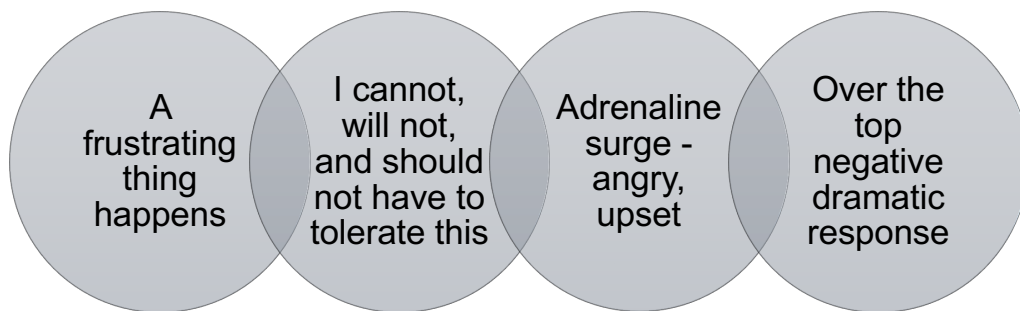 A
frustrating
thing
happens
I cannot,
will not,
and should
not have to
tolerate this
Adrenaline
surge -
angry,
upset
Over the
top
negative
dramatic
response